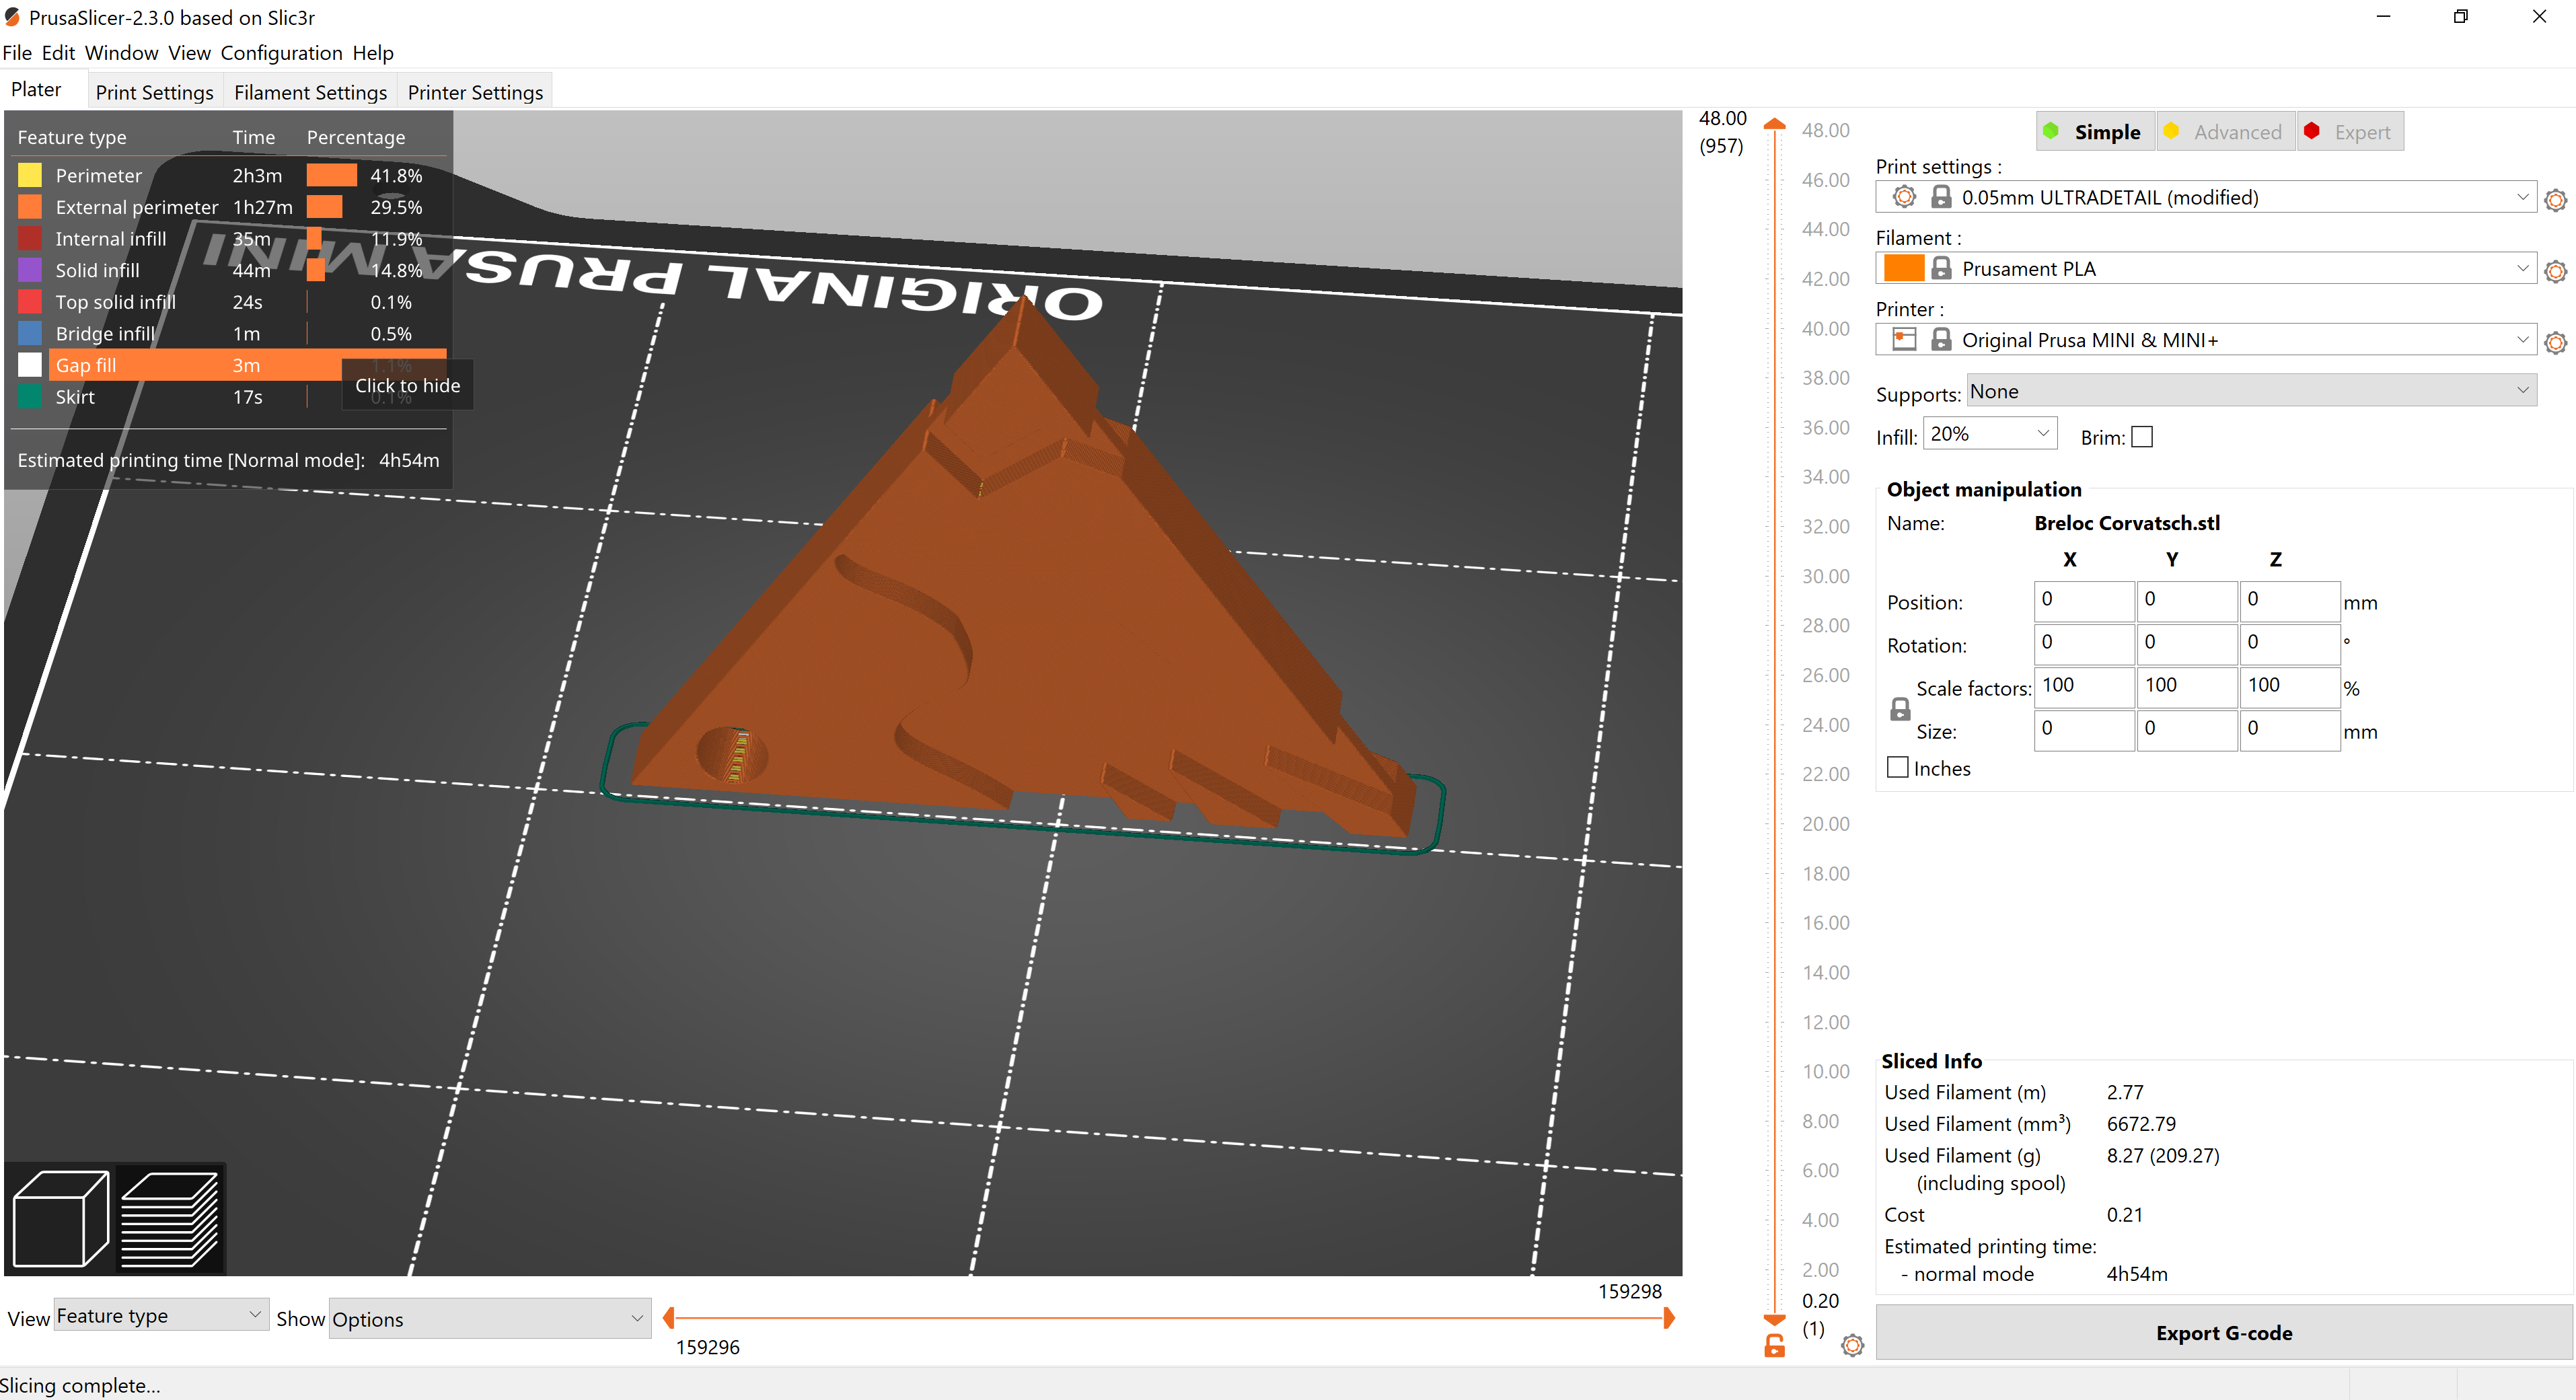 PrusaSlicer-2.3.0 based on Slic3r
File Edit Window View Configuration Help
Plater Print Settings Filament Settings Printer Settings
Feature type Time Percentage
Perimeter 2h3m 41.8%
External perimeter 1h27m 29.5%
Internal infill 35m 11.9%
Solid infill 44m 14.8%
Top solid infill 24s 0.1%
Bridge infill 1m 0.5%
Gap fill 3m 1.1%
Click to hide
Skirt 17s 0.1%
Estimated printing time [Normal mode]: 4h54m
ORIGINAL PRUSA MINI
48.00
(957)
48.00
46.00
44.00
42.00
40.00
38.00
36.00
34.00
32.00
30.00
28.00
26.00
24.00
22.00
20.00
18.00
16.00
14.00
12.00
10.00
8.00
6.00
4.00
2.00
0.20
(1)
Simple Advanced Expert
Print settings :
0.05mm ULTRADETAIL (modified)
Filament :
Prusament PLA
Printer :
Original Prusa MINI & MINI+
Supports: None
Infill: 20% Brim:
Object manipulation
Name: Breloc Corvatsch.stl
X Y Z
Position: 0 0 0 mm
Rotation: 0 0 0 °
Scale factors: 100 100 100 %
Size: 0 0 0 mm
Inches
Sliced Info
Used Filament (m) 2.77
Used Filament (mm³) 6672.79
Used Filament (g) 8.27 (209.27)
(including spool)
Cost 0.21
Estimated printing time:
- normal mode 4h54m
Export G-code
View Feature type Show Options
159298
159296
Slicing complete...